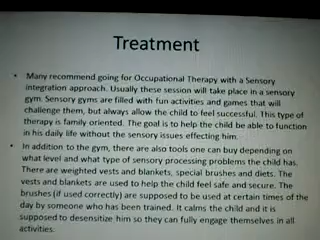 Treatment
• Many recommend going for Occupational Therapy with a Sensory
integration approach. Usually these session will take place in a sensory
gym. Sensory gyms are filled with fun activities and games that will
challenge them, but always allow the child to feel successful. This type of
therapy is family oriented. The goal is to help the child be able to function
in his daily life without the sensory issues effecting him.
• In addition to the gym, there are also tools one can buy depending on
what level and what type of sensory processing problems the child has.
There are weighted vests and blankets, special brushes and diets. The
vests and blankets are used to help the child feel safe and secure. The
brushes (if used correctly) are supposed to be used at certain times of the
day by someone who has been trained. It calms the child and it is
supposed to desensitize him so they can fully engage themselves in all
activities.